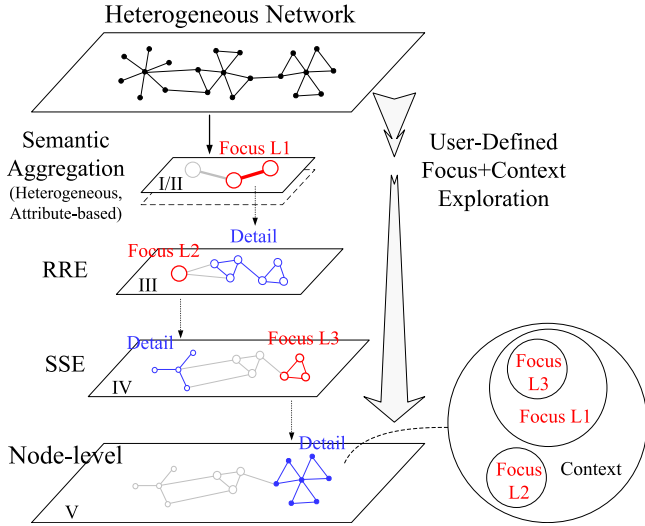 Heterogeneous Network
Semantic
Aggregation
(Heterogeneous,
Attribute-based)
Focus L1
I/II
User-Defined
Focus+Context
Exploration
Detail
Focus L2
RRE
III
Detail
Focus L3
SSE
IV
Node-level
Detail
V
Focus
L3
Focus L1
Focus
L2
Context